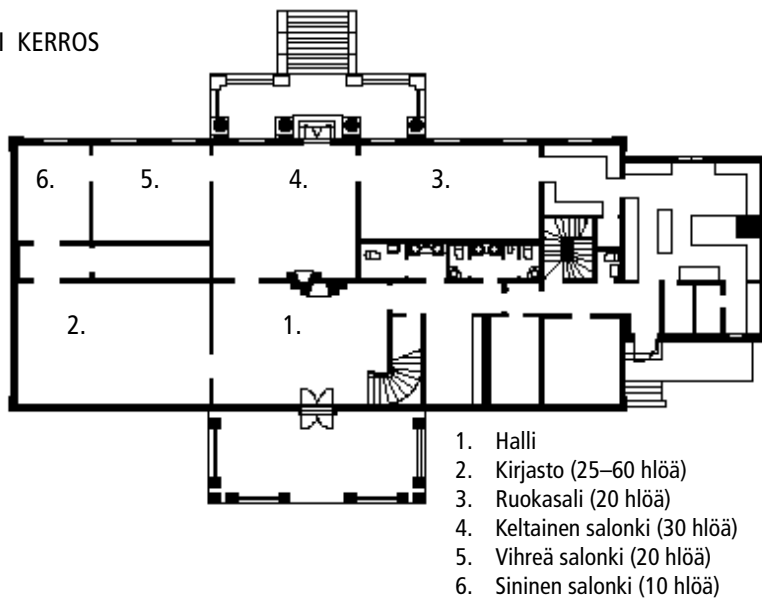 I KERROS
6.
5.
4.
3.
2.
1.
1. Halli
2. Kirjasto (25–60 hlöä)
3. Ruokasali (20 hlöä)
4. Keltainen salonki (30 hlöä)
5. Vihreä salonki (20 hlöä)
6. Sininen salonki (10 hlöä)